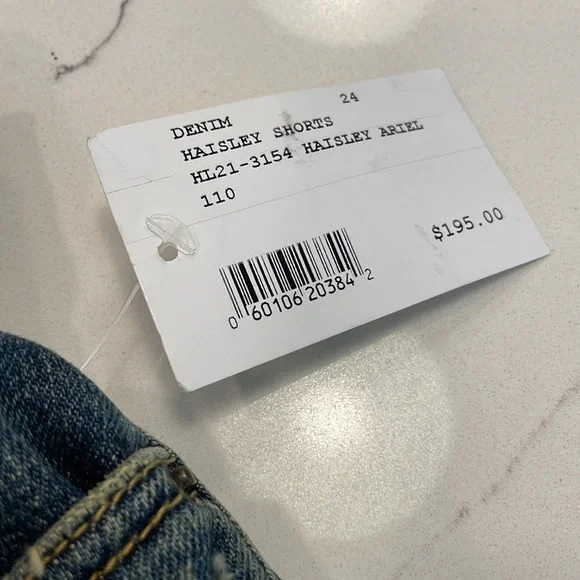 24
DENIM
HAISLEY SHORTS
HL21-3154 HAISLEY ARIEL
110
$195.00
0 60106 20384 2